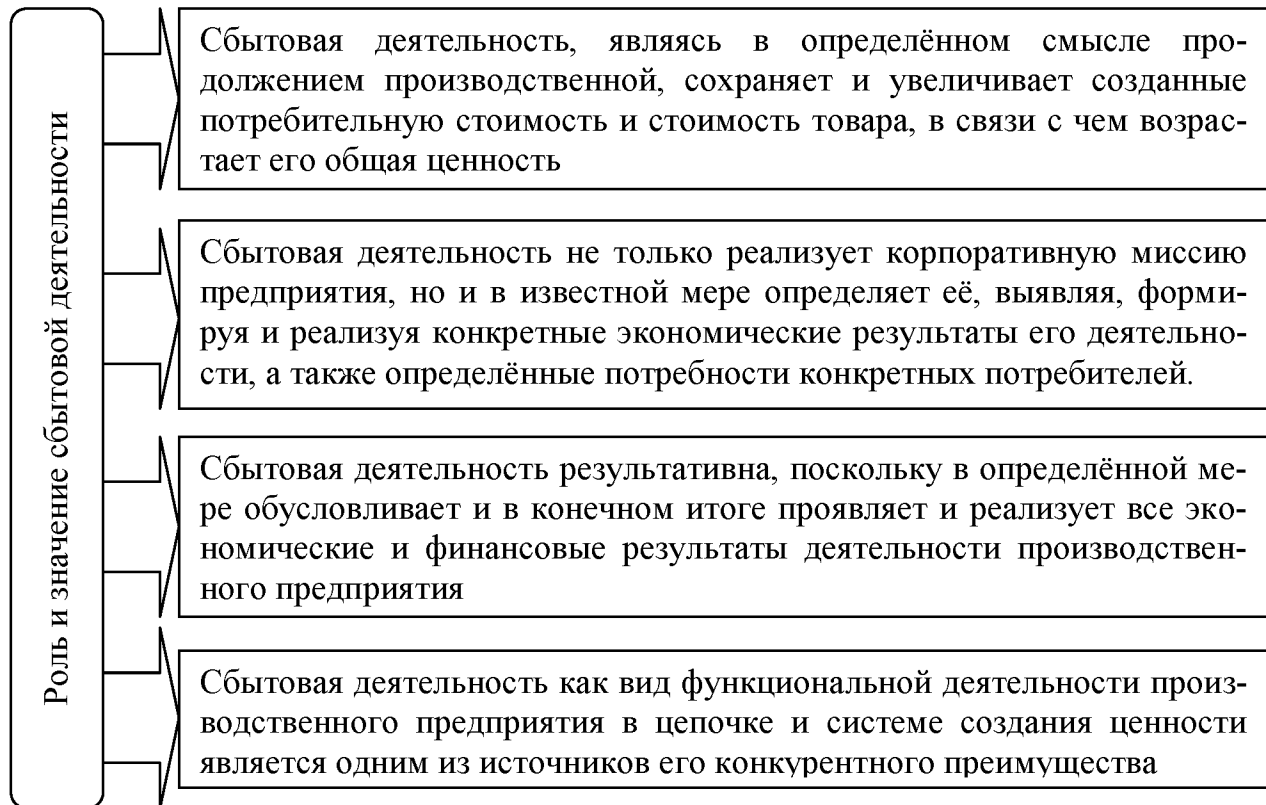 Роль и значение сбытовой деятельности
Сбытовая деятельность, являясь в определённом смысле про-
должением производственной, сохраняет и увеличивает созданные
потребительную стоимость и стоимость товара, в связи с чем возрас-
тает его общая ценность
Сбытовая деятельность не только реализует корпоративную миссию
предприятия, но и в известной мере определяет её, выявляя, форми-
руя и реализуя конкретные экономические результаты его деятельно-
сти, а также определённые потребности конкретных потребителей.
Сбытовая деятельность результативна, поскольку в определённой ме-
ре обусловливает и в конечном итоге проявляет и реализует все эко-
номические и финансовые результаты деятельности производствен-
ного предприятия
Сбытовая деятельность как вид функциональной деятельности произ-
водственного предприятия в цепочке и системе создания ценности
является одним из источников его конкурентного преимущества